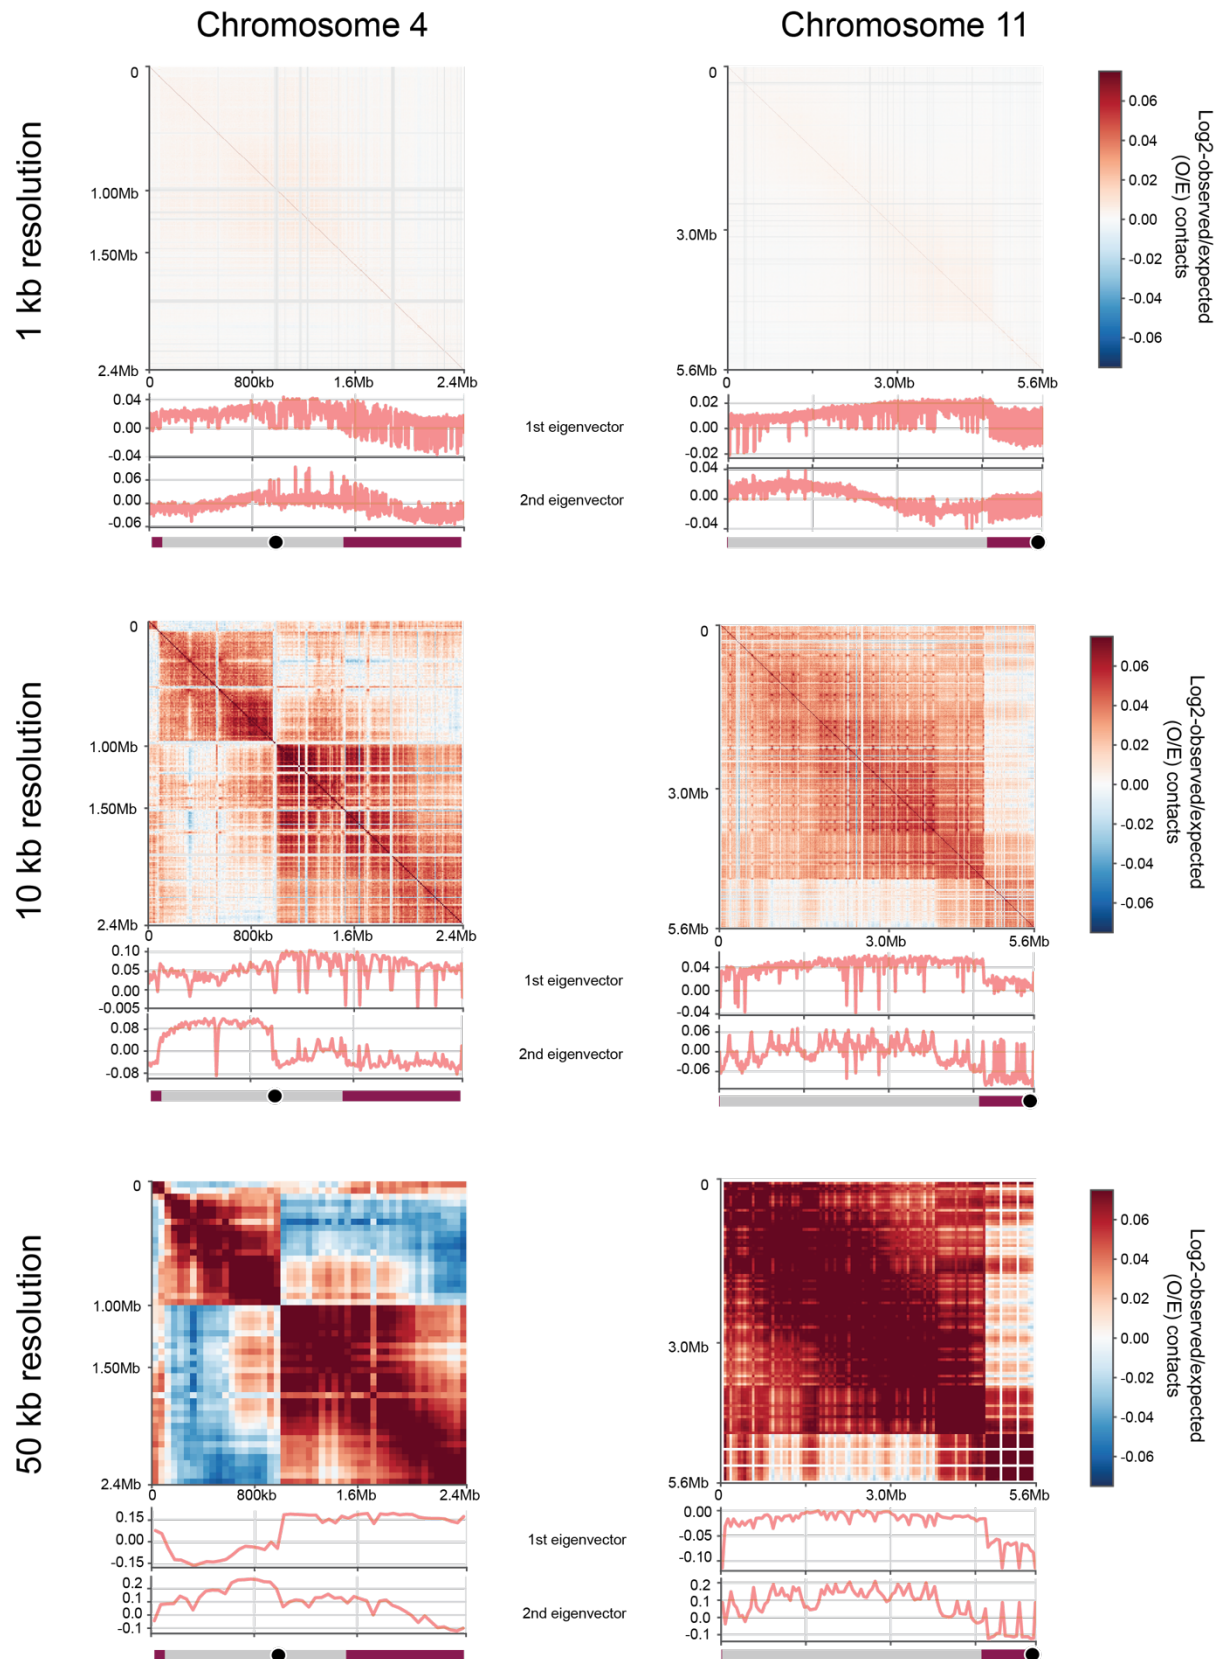 Chromosome 4
Chromosome 11
1 kb resolution
0
1.00Mb
1.50Mb
2.4Mb
0
800kb
1.6Mb
2.4Mb
0.04
0.00
-0.04
0.06
0.00
-0.06
1st eigenvector
2nd eigenvector
0
3.0Mb
5.6Mb
0
3.0Mb
5.6Mb
0.02
0.00
-0.02
0.04
0.00
-0.04
0.06
0.04
0.02
0.00
-0.02
-0.04
-0.06
Log2-observed/expected
(O/E) contacts
10 kb resolution
0
1.00Mb
1.50Mb
2.4Mb
0
800kb
1.6Mb
2.4Mb
0.10
0.05
0.00
-0.005
0.08
0.00
-0.08
1st eigenvector
2nd eigenvector
0
3.0Mb
5.6Mb
0
3.0Mb
5.6Mb
0.04
0.00
-0.04
0.06
0.00
-0.06
0.06
0.04
0.02
0.00
-0.02
-0.04
-0.06
Log2-observed/expected
(O/E) contacts
50 kb resolution
0
1.00Mb
1.50Mb
2.4Mb
0
800kb
1.6Mb
2.4Mb
0.15
0.00
-0.15
0.2
0.1
0.0
-0.1
1st eigenvector
2nd eigenvector
0
3.0Mb
5.6Mb
0
3.0Mb
5.6Mb
0.00
-0.05
-0.10
0.2
0.1
0.0
-0.1
0.06
0.04
0.02
0.00
-0.02
-0.04
-0.06
Log2-observed/expected
(O/E) contacts